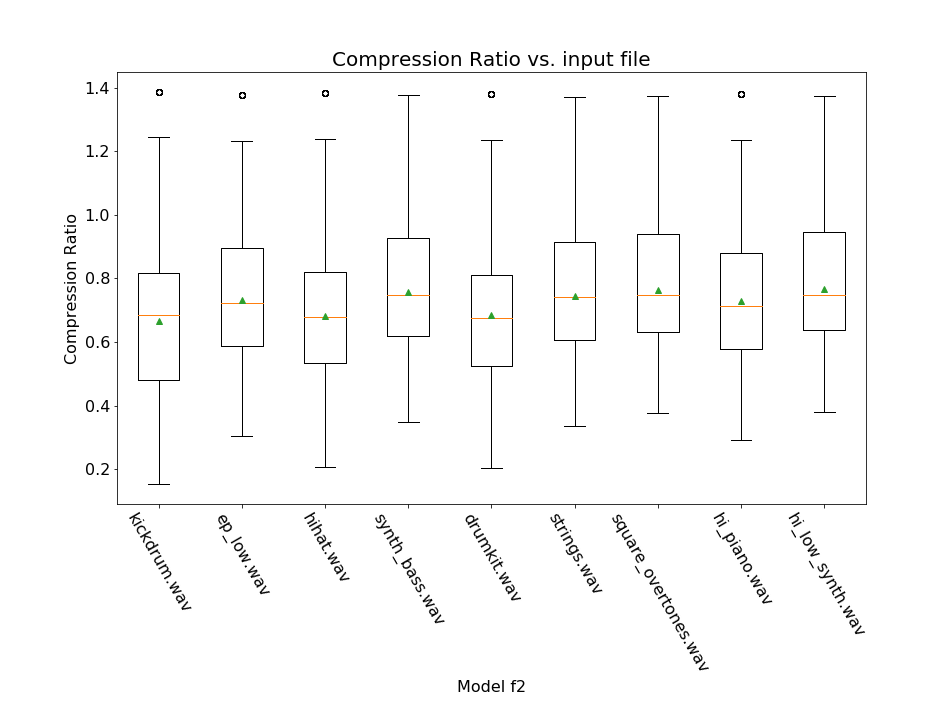 Compression Ratio vs. input file
Compression Ratio
1.4
1.2
1.0
0.8
0.6
0.4
0.2
kickdrum.wav
ep_low.wav
hihat.wav
synth_bass.wav
drumkit.wav
strings.wav
square_overtones.wav
hi_piano.wav
hi_low_synth.wav
Model f2